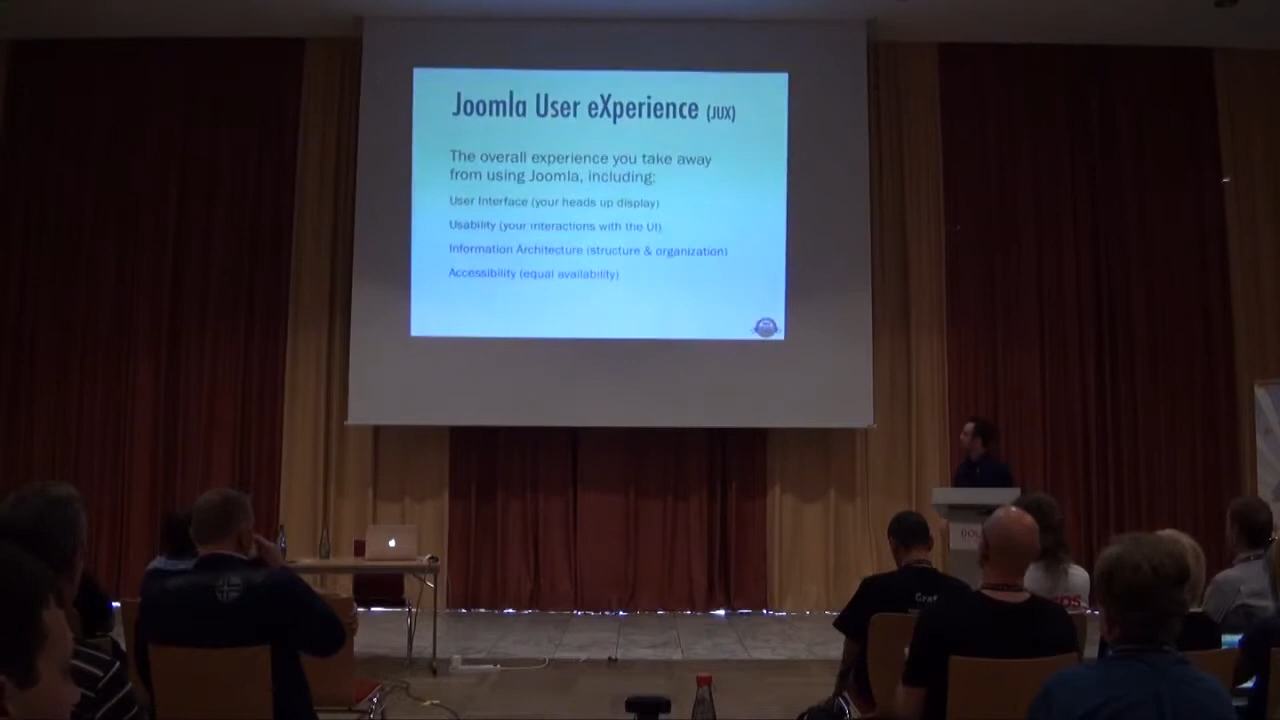 Joomla User eXperience (JUX)
The overall experience you take away
from using Joomla, including:
User Interface (your heads up display)
Usability (your interactions with the UI)
Information Architecture (structure & organization)
Accessibility (equal availability)